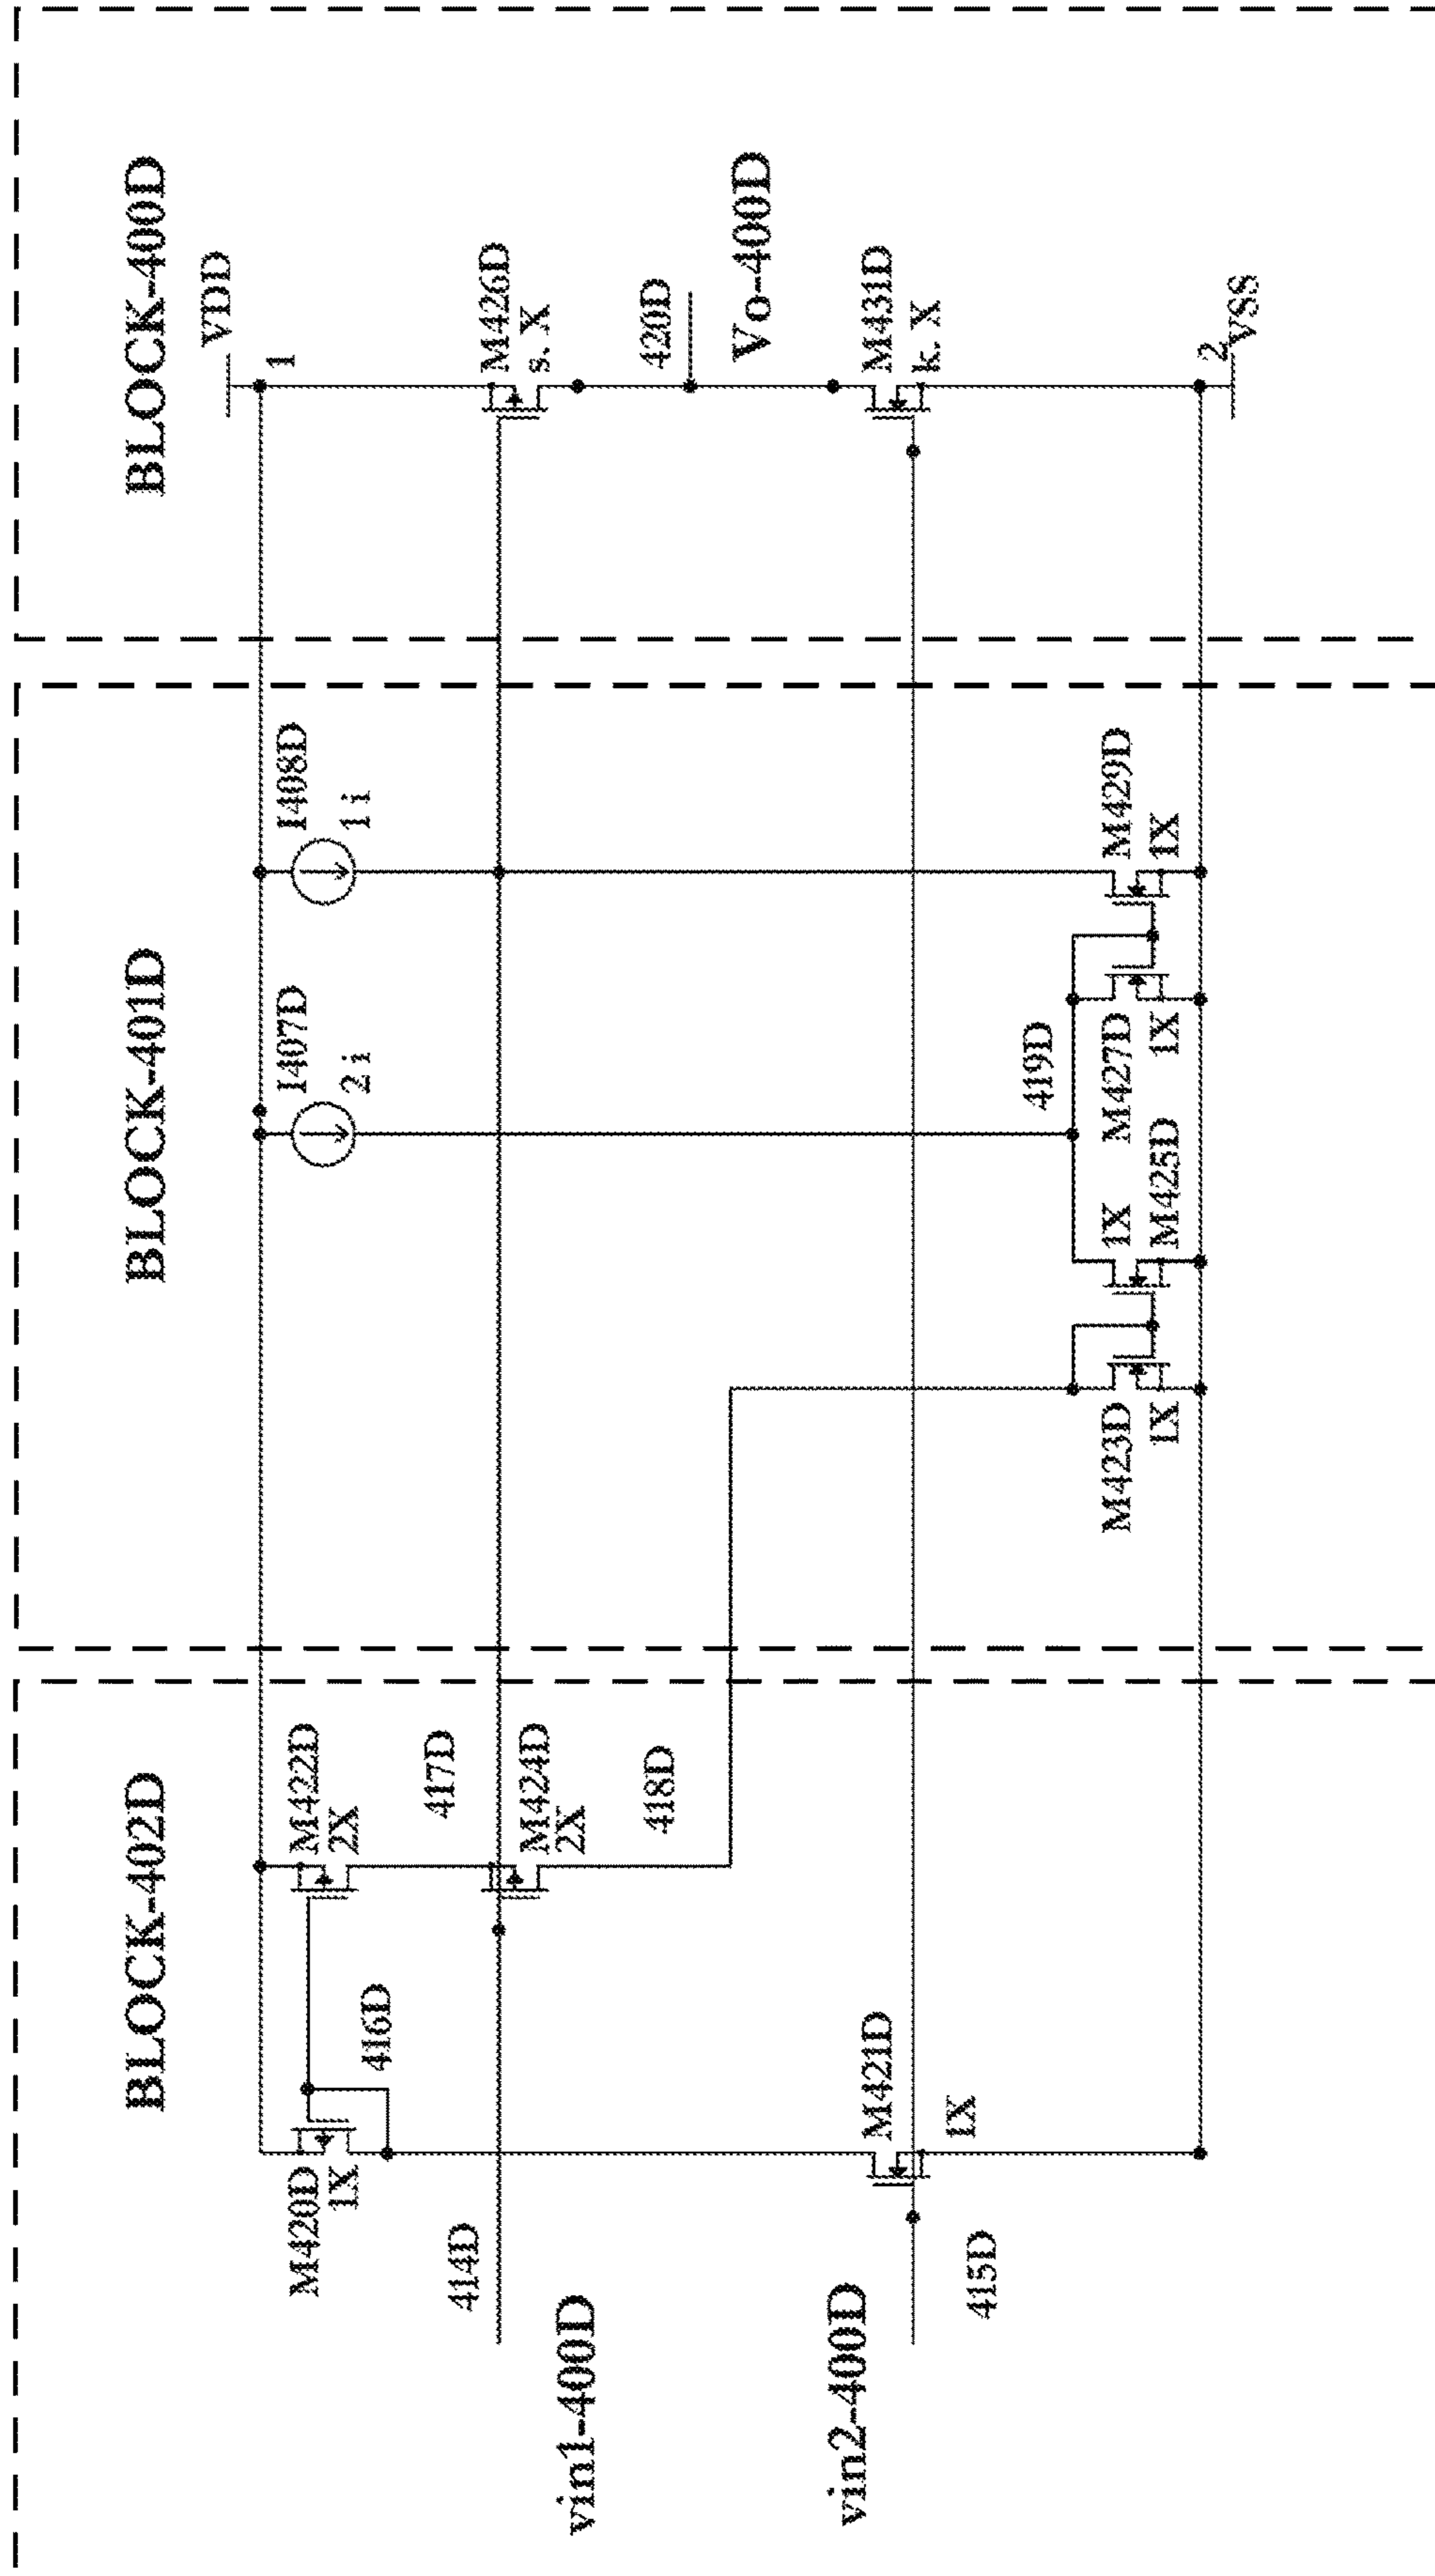 BLOCK-402D
BLOCK-401D
BLOCK-400D
VDD
1
M420D
1X
M422D
2X
I407D
2 i
I408D
1 i
416D
417D
414D
vin1-400D
M424D
2X
M426D
s. X
418D
420D
Vo-400D
vin2-400D
M421D
1X
415D
M431D
k. X
419D
M423D
1X
1X
M425D
M427D
1X
M429D
1X
2
VSS